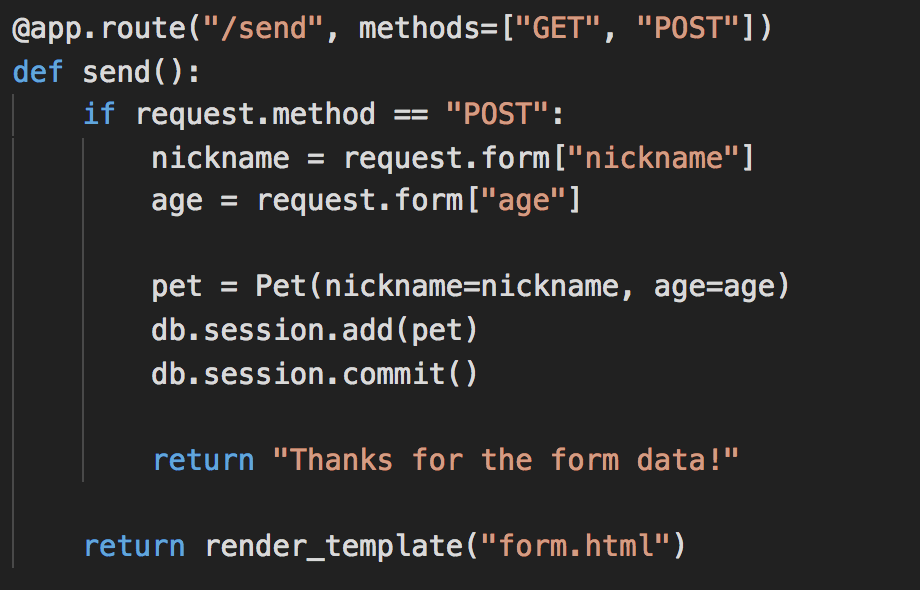 @app.route("/send", methods=["GET", "POST"])
def send():
    if request.method == "POST":
        nickname = request.form["nickname"]
        age = request.form["age"]

        pet = Pet(nickname=nickname, age=age)
        db.session.add(pet)
        db.session.commit()

        return "Thanks for the form data!"

    return render_template("form.html")